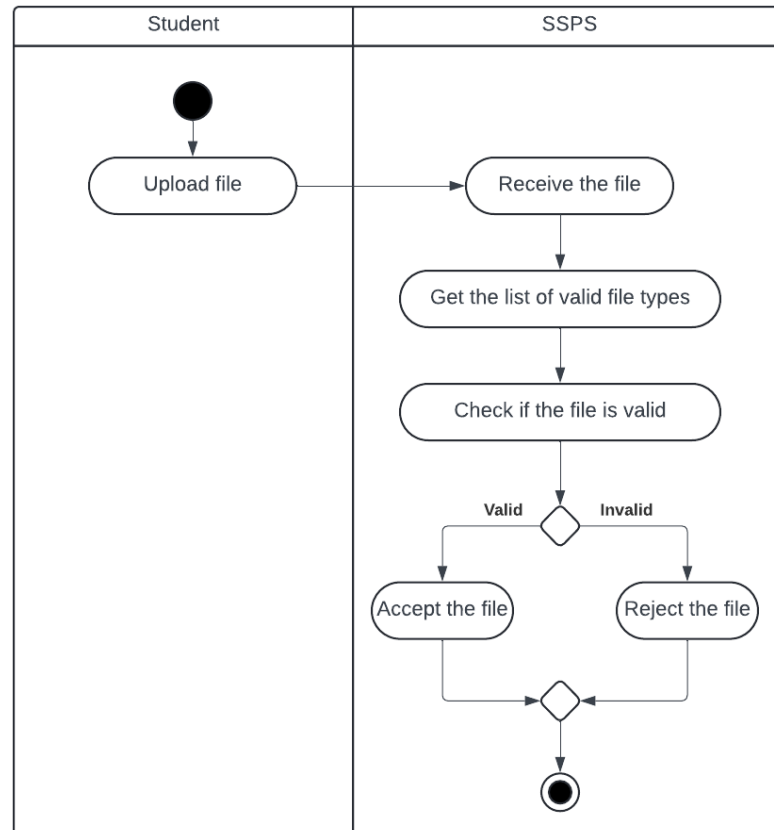 Student
SSPS
Upload file
Receive the file
Get the list of valid file types
Check if the file is valid
Valid
Invalid
Accept the file
Reject the file